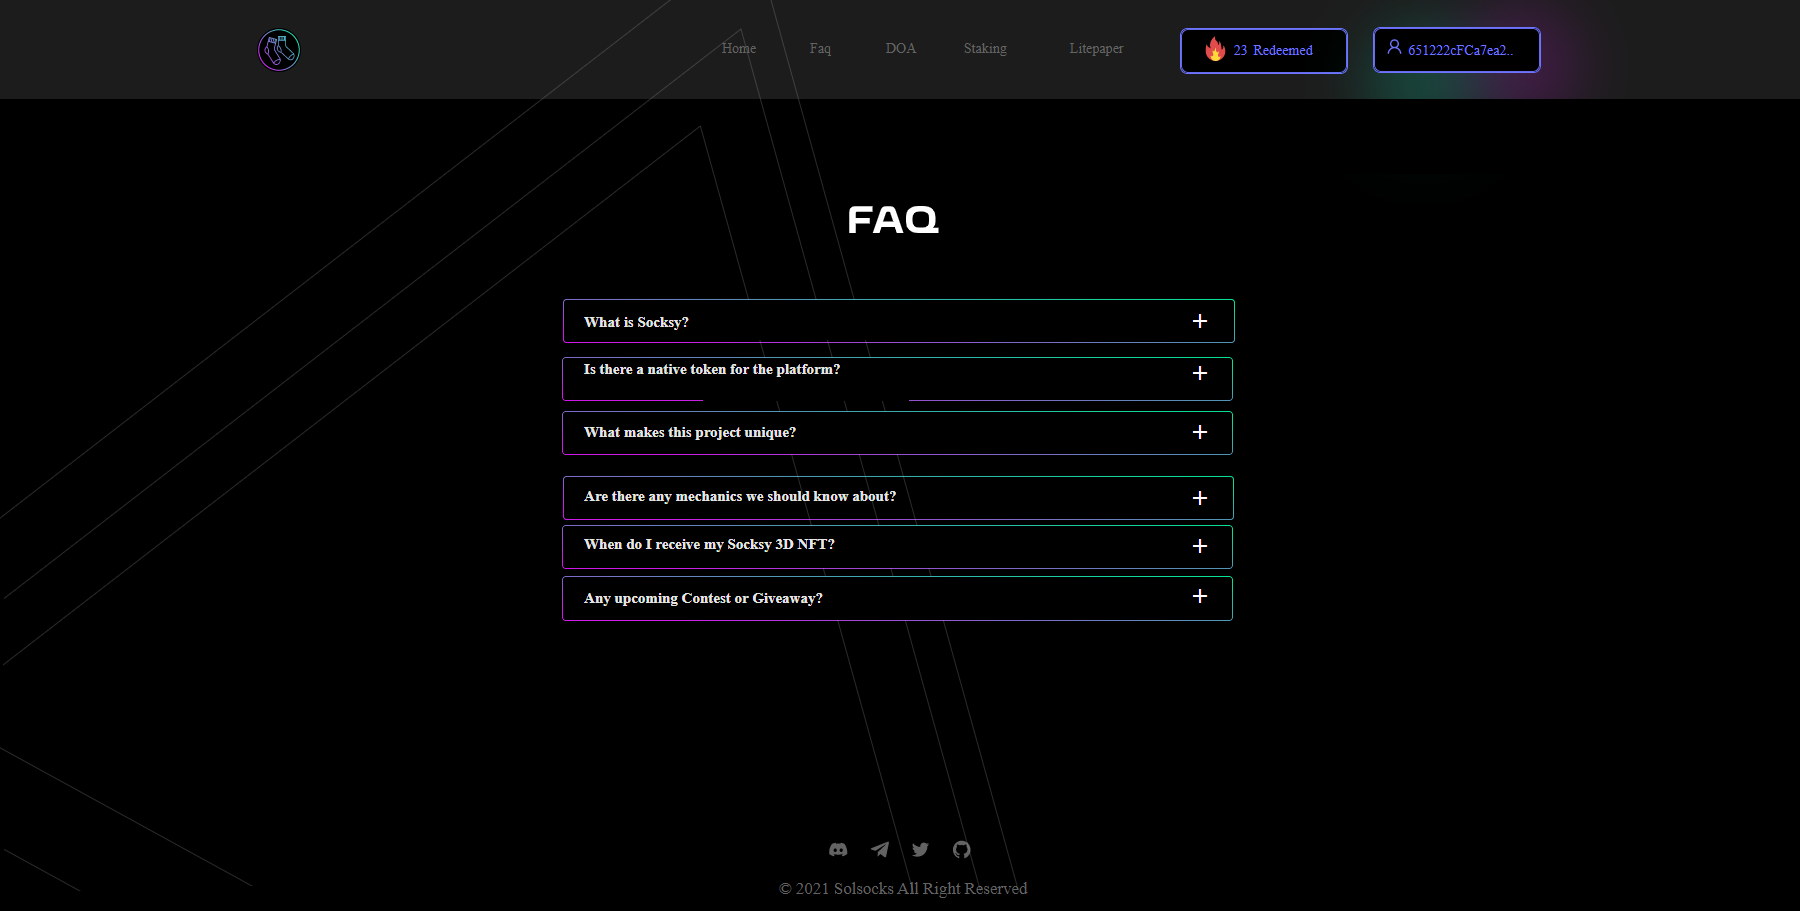 Home Faq DOA Staking Litepaper 23 Redeemed 651222cFCa7ea2..
FAQ
What is Socksy?
Is there a native token for the platform?
What makes this project unique?
Are there any mechanics we should know about?
When do I receive my Socksy 3D NFT?
Any upcoming Contest or Giveaway?
© 2021 Solsocks All Right Reserved